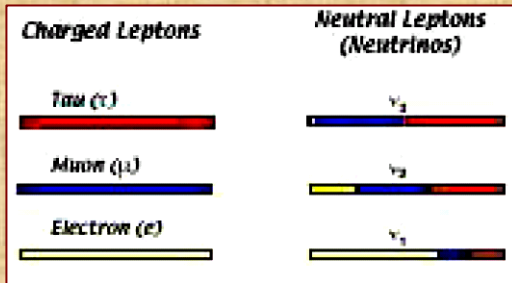 Charged Leptons
Neutral Leptons
(Neutrinos)
Tau (τ)
ν3
Muon (μ)
ν2
Electron (e)
ν1